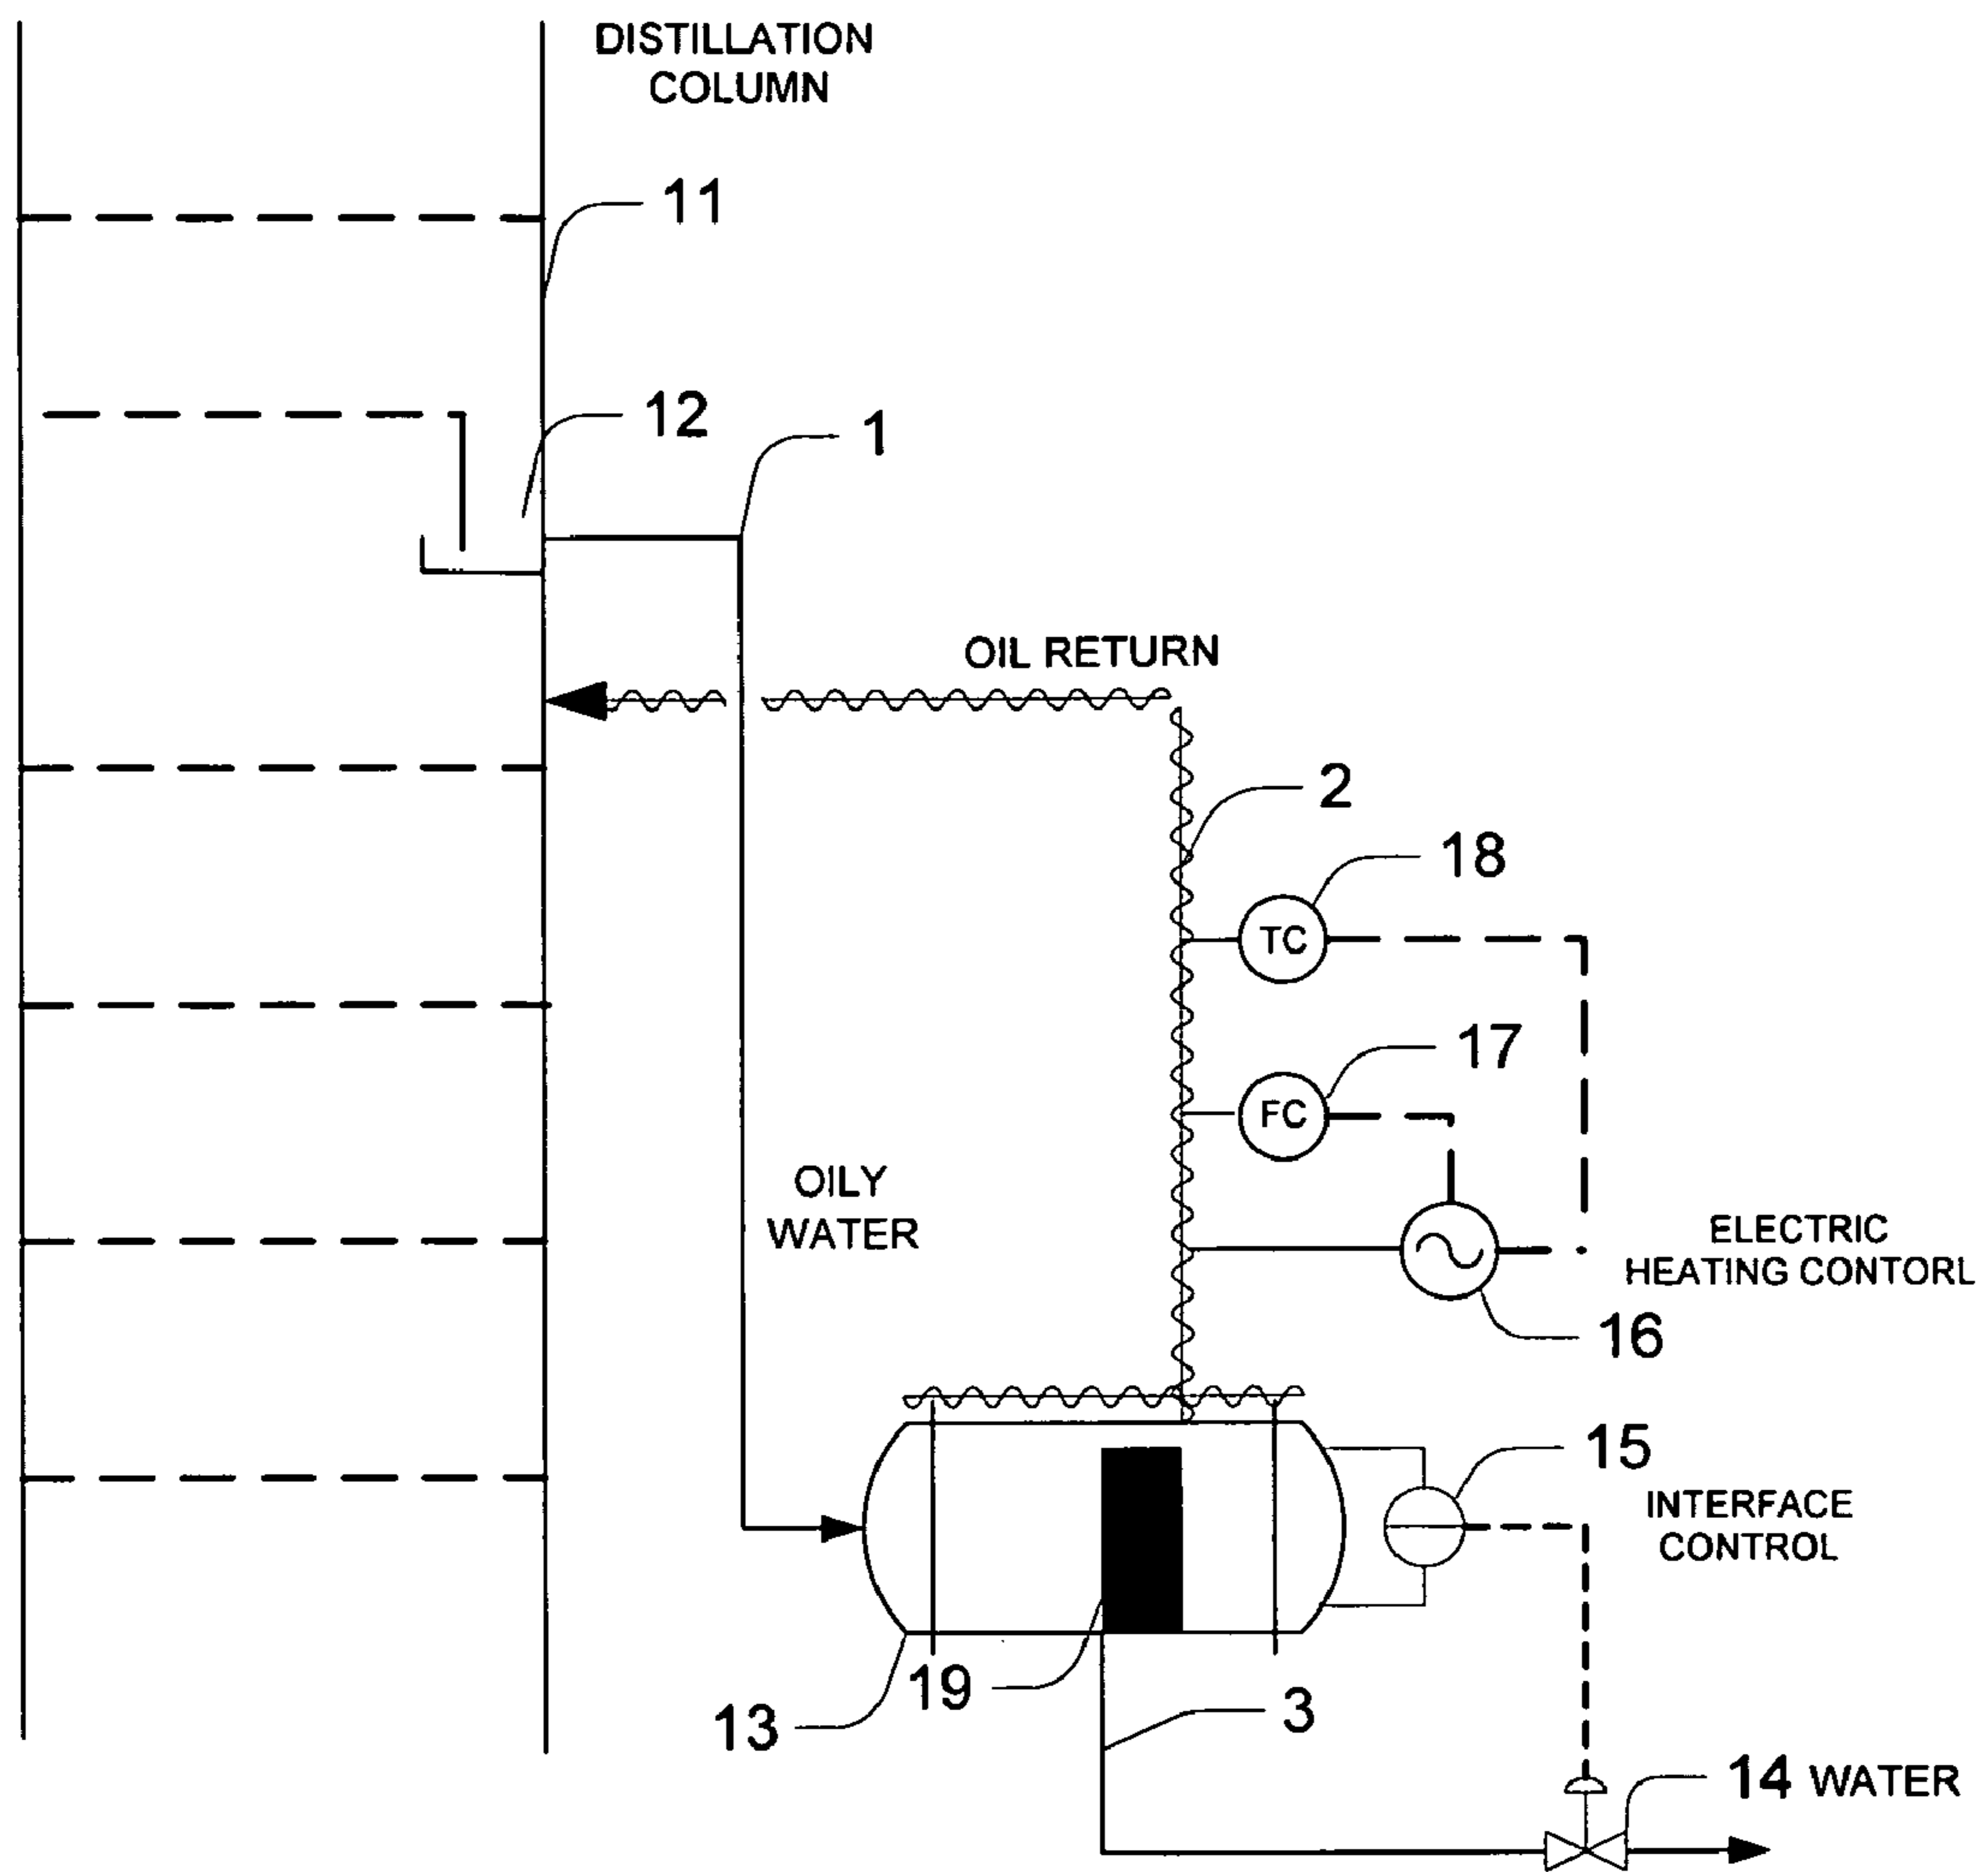 DISTILLATION
COLUMN
11
12
1
OIL RETURN
2
18
TC
17
FC
OILY
WATER
ELECTRIC
HEATING CONTORL
16
15
INTERFACE
CONTROL
19
13
3
14 WATER